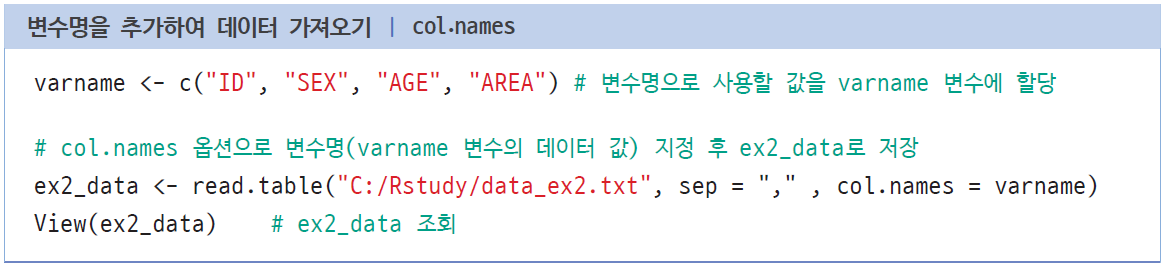 변수명을 추가하여 데이터 가져오기 | col.names
varname <- c("ID", "SEX", "AGE", "AREA") # 변수명으로 사용할 값을 varname 변수에 할당
# col.names 옵션으로 변수명(varname 변수의 데이터 값) 지정 후 ex2_data로 저장
ex2_data <- read.table("C:/Rstudy/data_ex2.txt", sep = "," , col.names = varname)
View(ex2_data) # ex2_data 조회